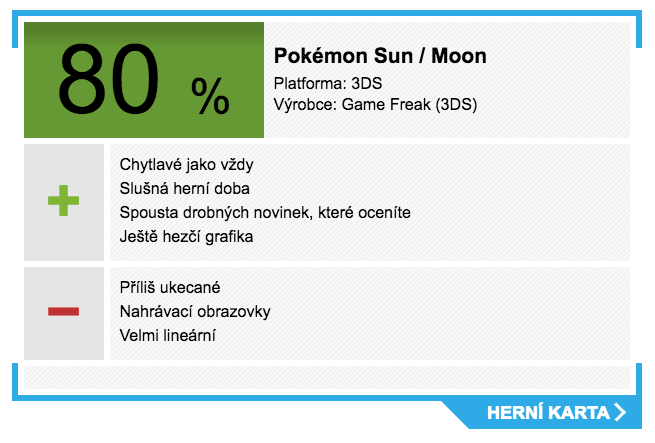 80 %
Pokémon Sun / Moon
Platforma: 3DS
Výrobce: Game Freak (3DS)
Chytlavé jako vždy
Slušná herní doba
Spousta drobných novinek, které oceníte
Ještě hezčí grafika
Příliš ukecané
Nahrávací obrazovky
Velmi lineární
HERNÍ KARTA